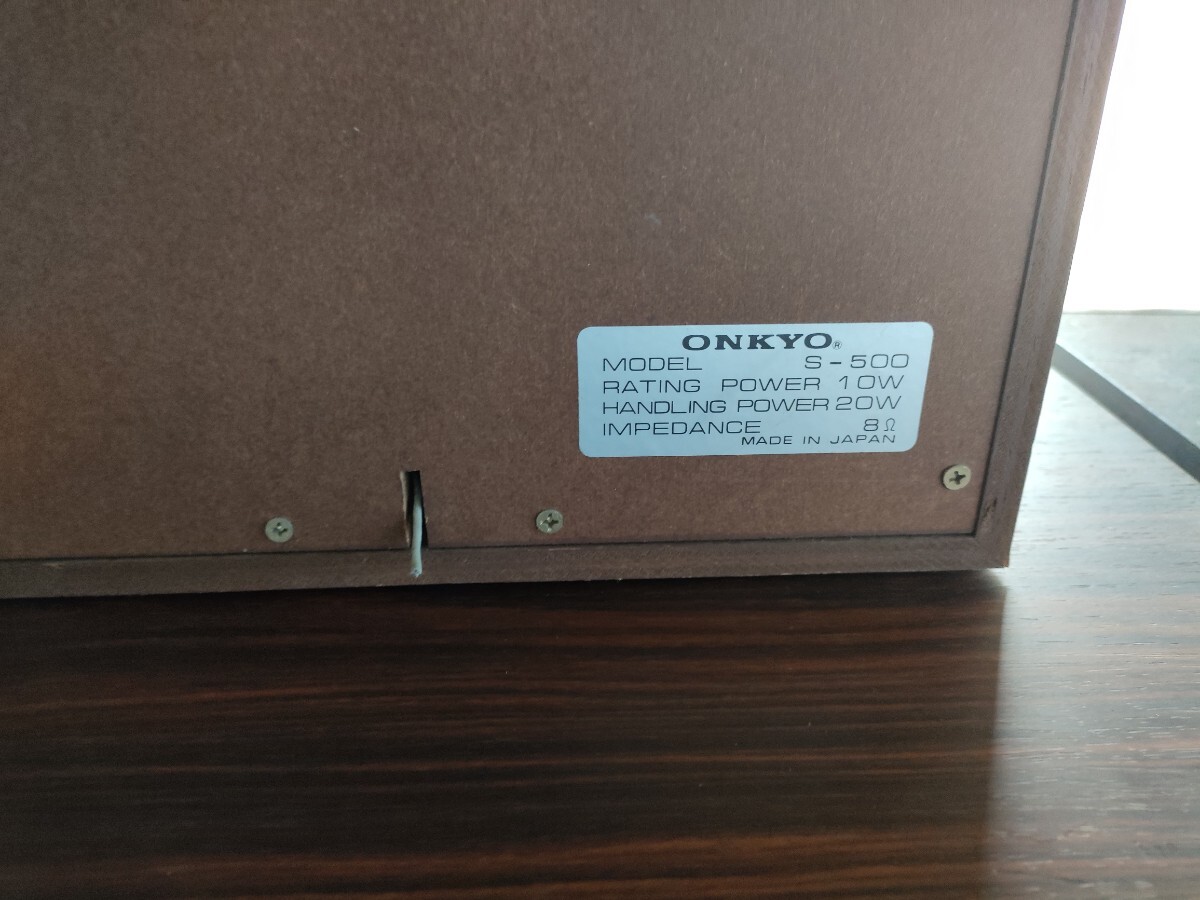 ONKYO®
MODEL S-500
RATING POWER 10W
HANDLING POWER 20W
IMPEDANCE 8Ω
MADE IN JAPAN